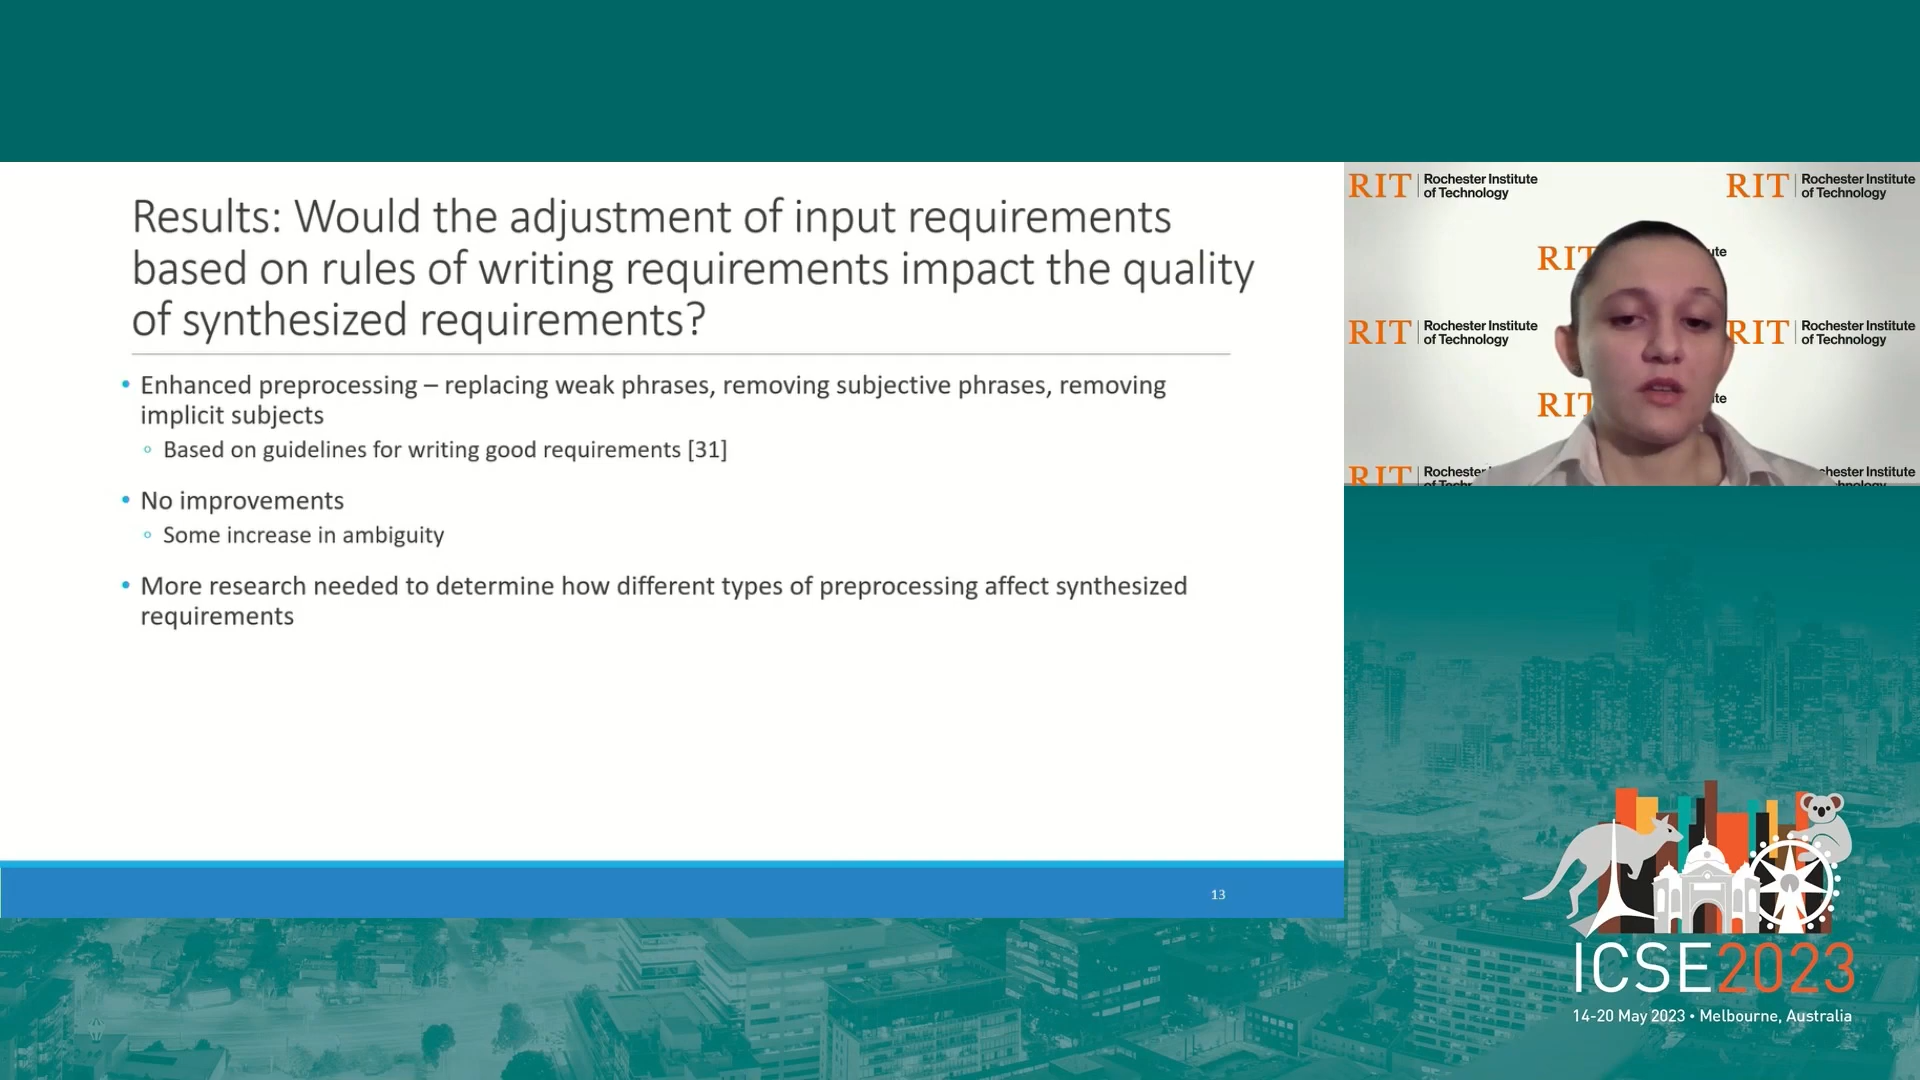 Results: Would the adjustment of input requirements
based on rules of writing requirements impact the quality
of synthesized requirements?
• Enhanced preprocessing – replacing weak phrases, removing subjective phrases, removing
implicit subjects
◦ Based on guidelines for writing good requirements [31]
• No improvements
◦ Some increase in ambiguity
• More research needed to determine how different types of preprocessing affect synthesized
requirements
13
RIT | Rochester Institute
of Technology
RIT | Rochester Institute
of Technology
RIT
RIT | Rochester Institute
of Technology
RIT | Rochester Institute
of Technology
RIT
RIT | Rochester
ICSE2023
14-20 May 2023 • Melbourne, Australia